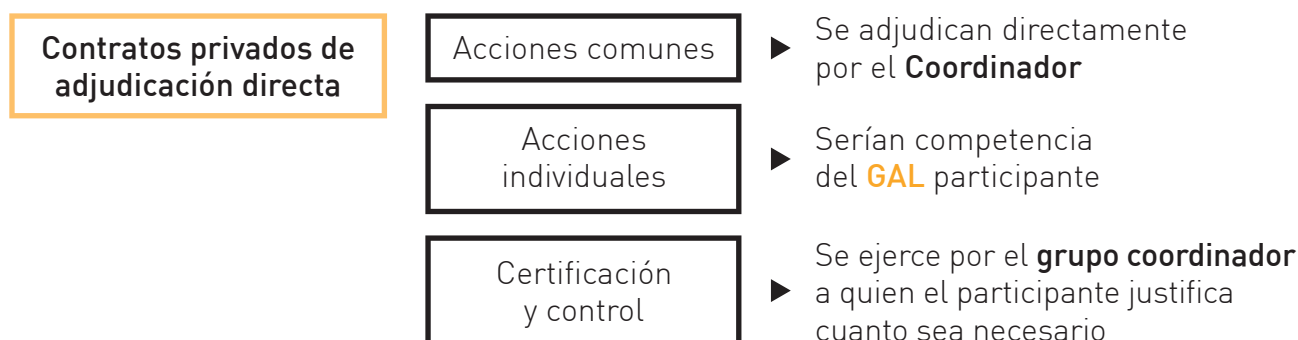 Contratos privados de
adjudicación directa
Acciones comunes
Se adjudican directamente
por el Coordinador
Acciones
individuales
Serían competencia
del GAL participante
Certificación
y control
Se ejerce por el grupo coordinador
a quien el participante justifica
cuanto sea necesario